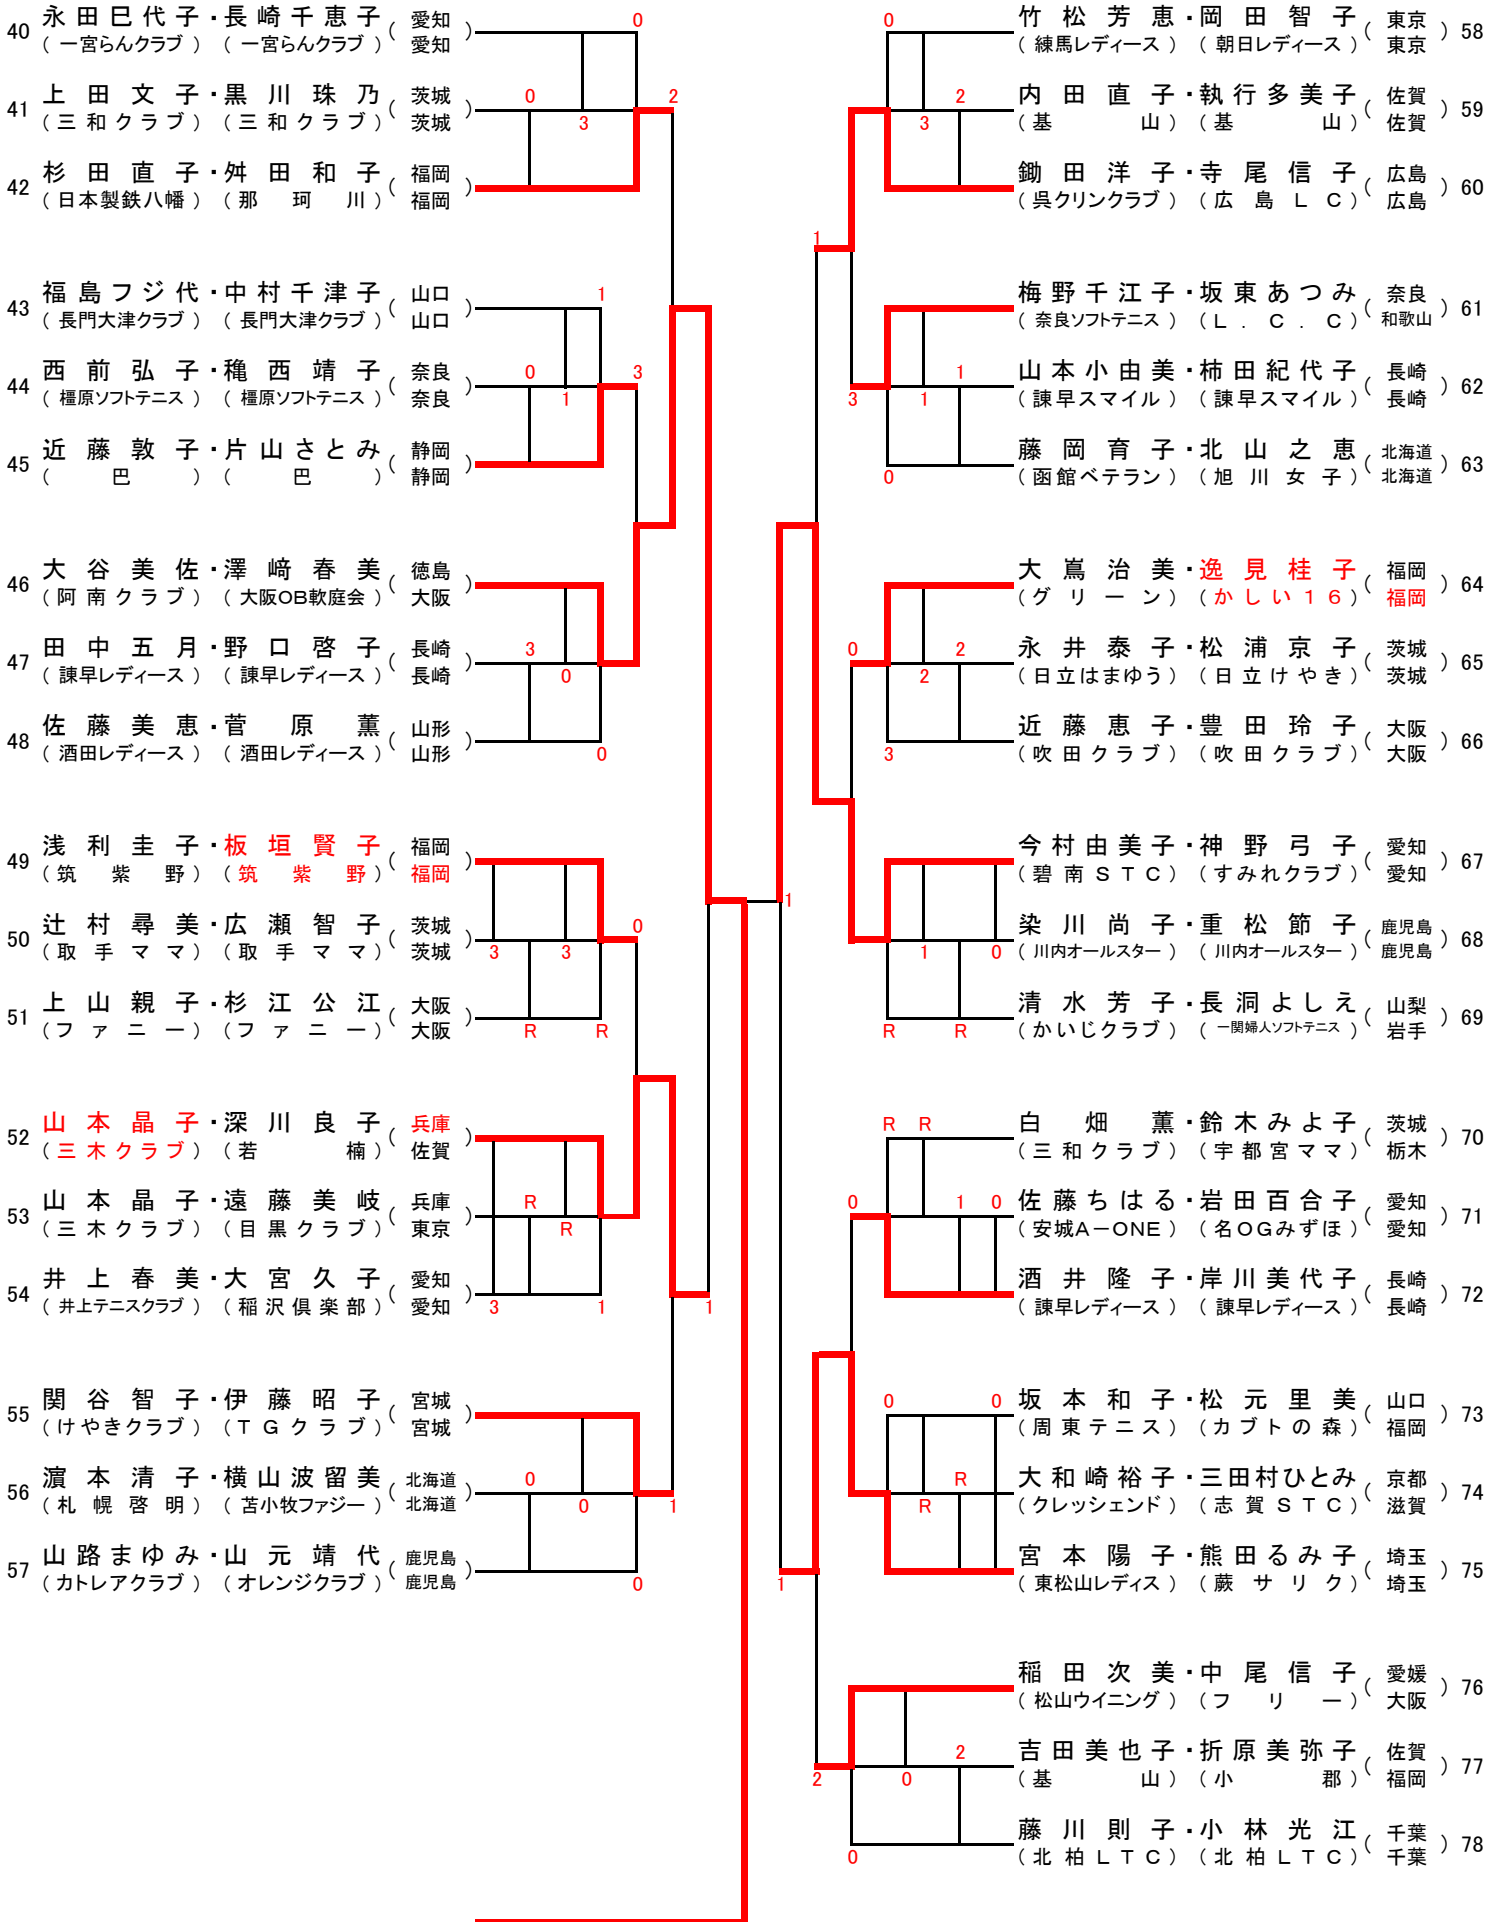 40 永田巳代子・長崎千恵子 ( 愛知 愛知 )
( 一宮らんクラブ ) ( 一宮らんクラブ )
0
41 上田文子・黒川珠乃 ( 茨城 茨城 )
( 三和クラブ ) ( 三和クラブ )
0 3 2
42 杉田直子・舛田和子 ( 福岡 福岡 )
( 日本製鉄八幡 ) ( 那珂川 )
43 福島フジ代・中村千津子 ( 山口 山口 )
( 長門大津クラブ ) ( 長門大津クラブ )
1
44 西前弘子・穐西靖子 ( 奈良 奈良 )
( 橿原ソフトテニス ) ( 橿原ソフトテニス )
0 1 3
45 近藤敦子・片山さとみ ( 静岡 静岡 )
( 巴 ) ( 巴 )
46 大谷美佐・澤﨑春美 ( 徳島 大阪 )
( 阿南クラブ ) ( 大阪OB軟庭会 )
47 田中五月・野口啓子 ( 長崎 長崎 )
( 諫早レディース ) ( 諫早レディース )
3 0
48 佐藤美恵・菅原薫 ( 山形 山形 )
( 酒田レディース ) ( 酒田レディース )
0
49 浅利圭子・板垣賢子 ( 福岡 福岡 )
( 筑紫野 ) ( 筑紫野 )
50 辻村尋美・広瀬智子 ( 茨城 茨城 )
( 取手ママ ) ( 取手ママ )
3 3 0
51 上山親子・杉江公江 ( 大阪 大阪 )
( ファニー ) ( ファニー )
R R
52 山本晶子・深川良子 ( 兵庫 佐賀 )
( 三木クラブ ) ( 若楠 )
53 山本晶子・遠藤美岐 ( 兵庫 東京 )
( 三木クラブ ) ( 目黒クラブ )
R R
54 井上春美・大宮久子 ( 愛知 愛知 )
( 井上テニスクラブ ) ( 稲沢倶楽部 )
3 1 1
55 関谷智子・伊藤昭子 ( 宮城 宮城 )
( けやきクラブ ) ( TGクラブ )
56 濵本清子・横山波留美 ( 北海道 北海道 )
( 札幌啓明 ) ( 苫小牧ファジー )
0 0 1
57 山路まゆみ・山元靖代 ( 鹿児島 鹿児島 )
( カトレアクラブ ) ( オレンジクラブ )
0
0
竹松芳恵・岡田智子 ( 東京 東京 ) 58
( 練馬レディース ) ( 朝日レディース )
3 2
内田直子・執行多美子 ( 佐賀 佐賀 ) 59
( 基山 ) ( 基山 )
鋤田洋子・寺尾信子 ( 広島 広島 ) 60
( 呉クリンクラブ ) ( 広島LC )
1
梅野千江子・坂東あつみ ( 奈良 和歌山 ) 61
( 奈良ソフトテニス ) ( L.C.C )
3 1 1
山本小由美・柿田紀代子 ( 長崎 長崎 ) 62
( 諫早スマイル ) ( 諫早スマイル )
0
藤岡育子・北山之恵 ( 北海道 北海道 ) 63
( 函館ベテラン ) ( 旭川女子 )
大嶌治美・逸見桂子 ( 福岡 福岡 ) 64
( グリーン ) ( かしい16 )
0 2 2
永井泰子・松浦京子 ( 茨城 茨城 ) 65
( 日立はまゆう ) ( 日立けやき )
3
近藤恵子・豊田玲子 ( 大阪 大阪 ) 66
( 吹田クラブ ) ( 吹田クラブ )
今村由美子・神野弓子 ( 愛知 愛知 ) 67
( 碧南STC ) ( すみれクラブ )
1
1 0
染川尚子・重松節子 ( 鹿児島 鹿児島 ) 68
( 川内オールスター ) ( 川内オールスター )
R R
清水芳子・長洞よしえ ( 山梨 岩手 ) 69
( かいじクラブ ) ( 一関婦人ソフトテニス )
R R
白畑薫・鈴木みよ子 ( 茨城 栃木 ) 70
( 三和クラブ ) ( 宇都宮ママ )
0 1 0
佐藤ちはる・岩田百合子 ( 愛知 愛知 ) 71
( 安城A－ONE ) ( 名OGみずほ )
酒井隆子・岸川美代子 ( 長崎 長崎 ) 72
( 諫早レディース ) ( 諫早レディース )
0 0
坂本和子・松元里美 ( 山口 福岡 ) 73
( 周東テニス ) ( カブトの森 )
R R
大和崎裕子・三田村ひとみ ( 京都 滋賀 ) 74
( クレッシェンド ) ( 志賀STC )
1
宮本陽子・熊田るみ子 ( 埼玉 埼玉 ) 75
( 東松山レディス ) ( 蕨サリク )
稲田次美・中尾信子 ( 愛媛 大阪 ) 76
( 松山ウイニング ) ( フリー )
2 0 2
吉田美也子・折原美弥子 ( 佐賀 福岡 ) 77
( 基山 ) ( 小郡 )
0
藤川則子・小林光江 ( 千葉 千葉 ) 78
( 北柏LTC ) ( 北柏LTC )